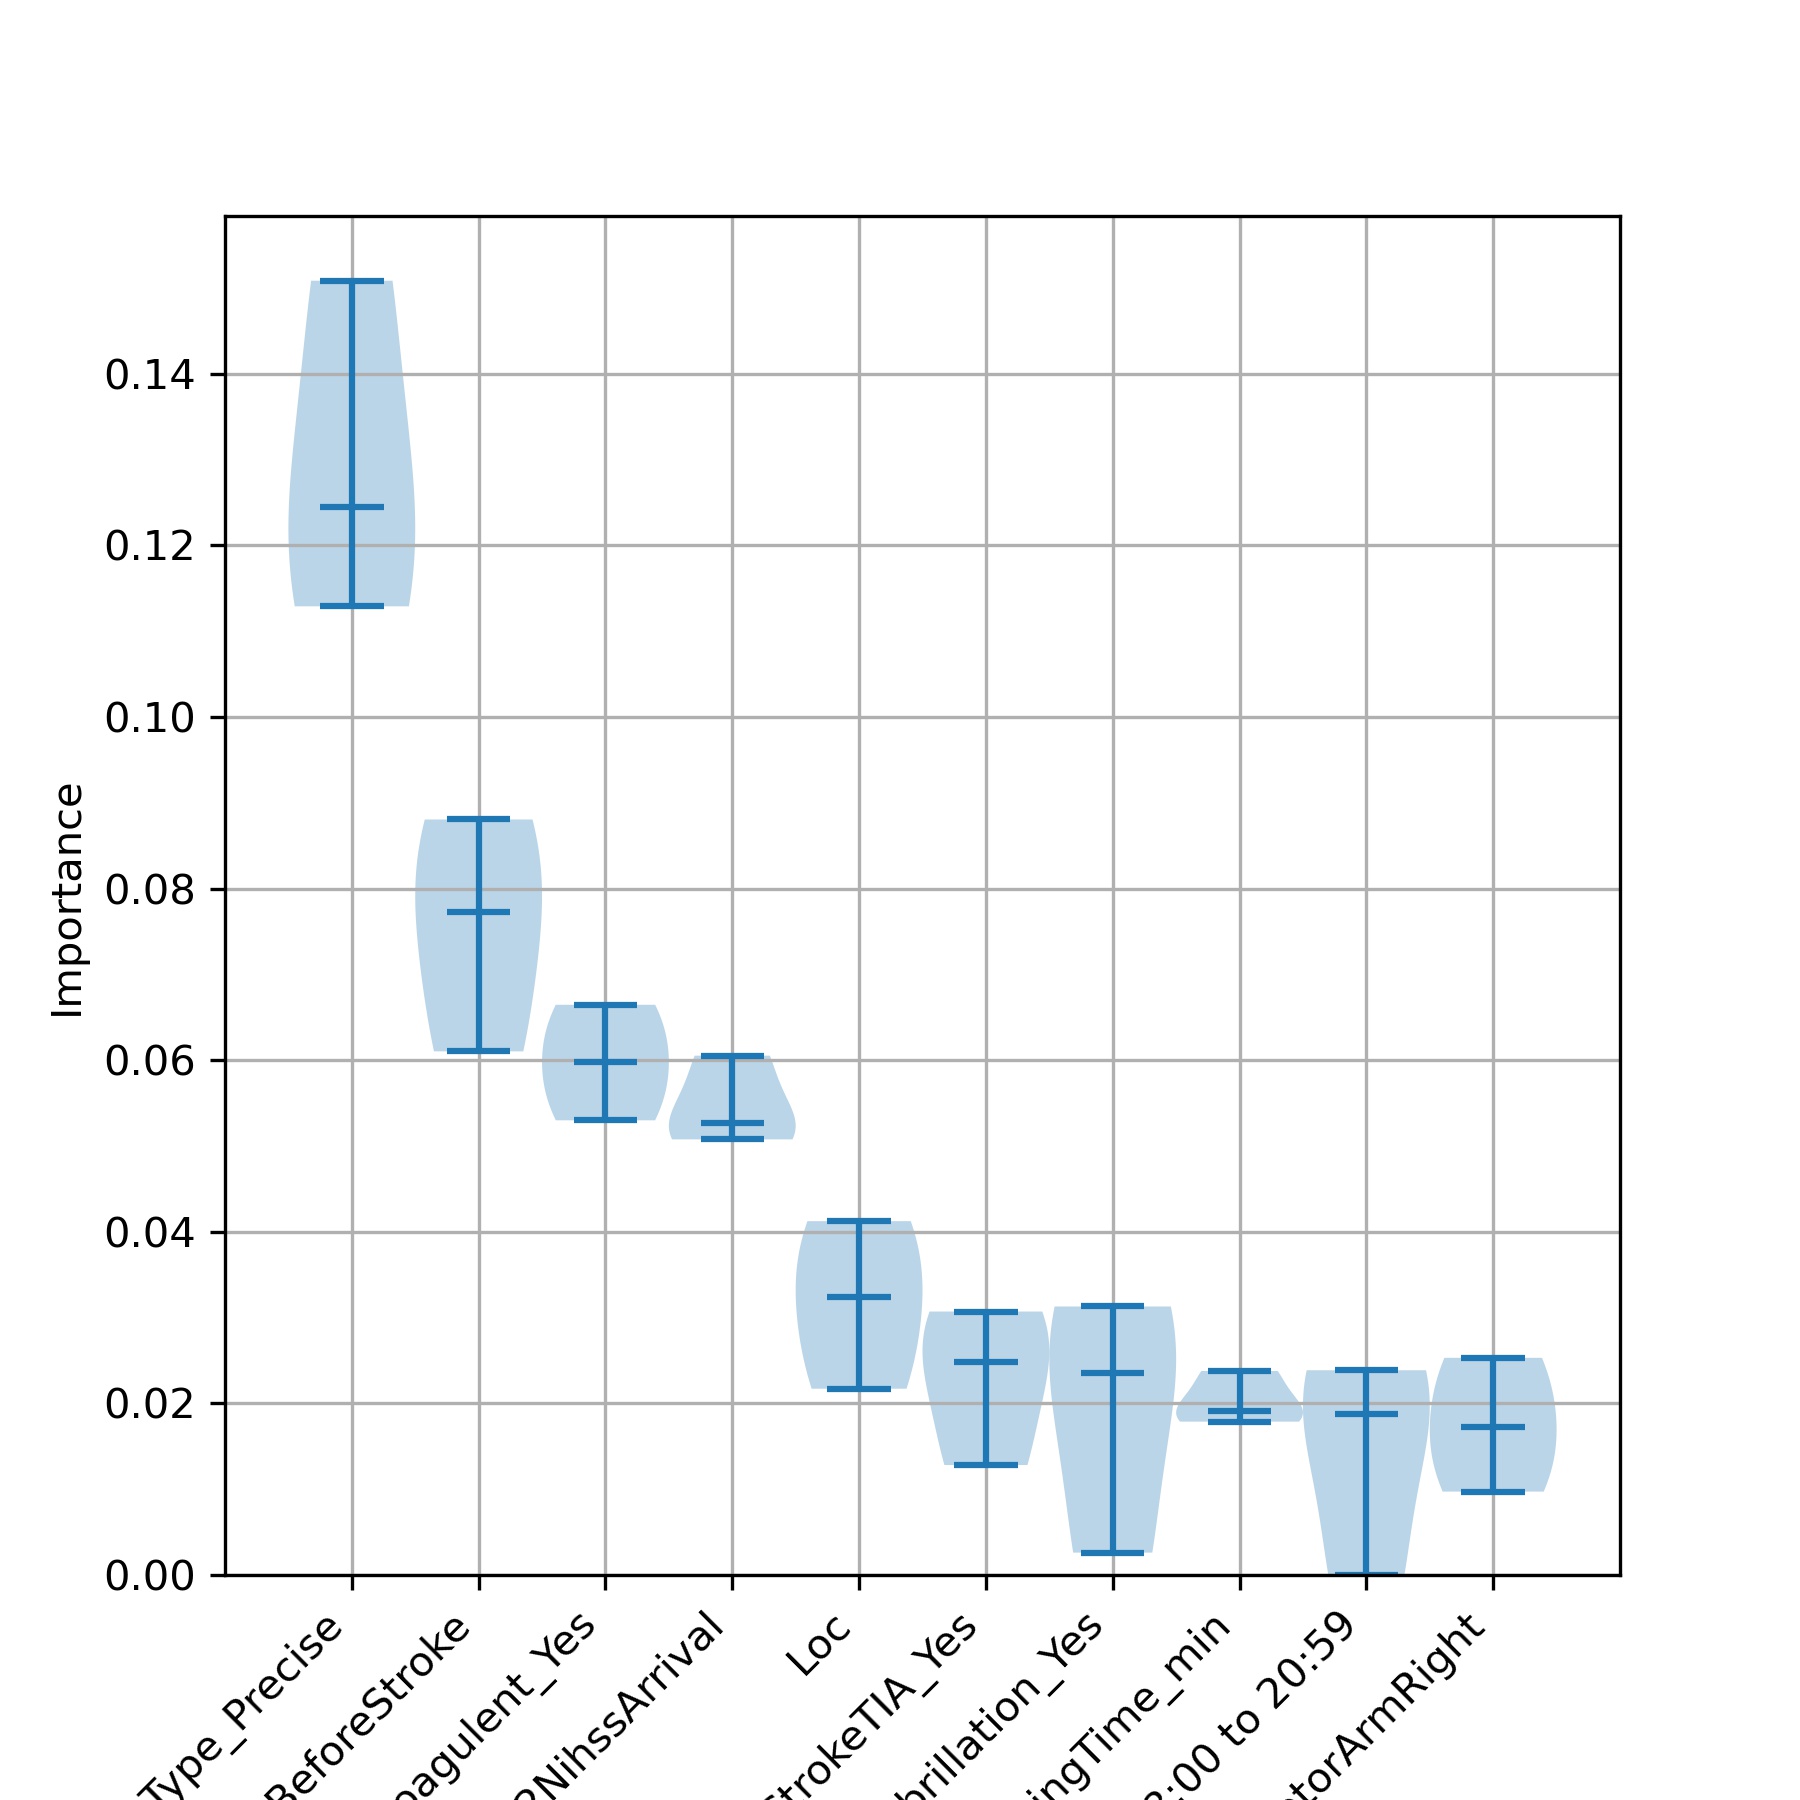 0.14
0.12
0.10
0.08
0.06
0.04
0.02
0.00
Importance
Type_Precise
BeforeStroke
oagulent_Yes
2NihssArrival
Loc
StrokeTIA_Yes
brillation_Yes
ingTime_min
:00 to 20:59
torArmRight